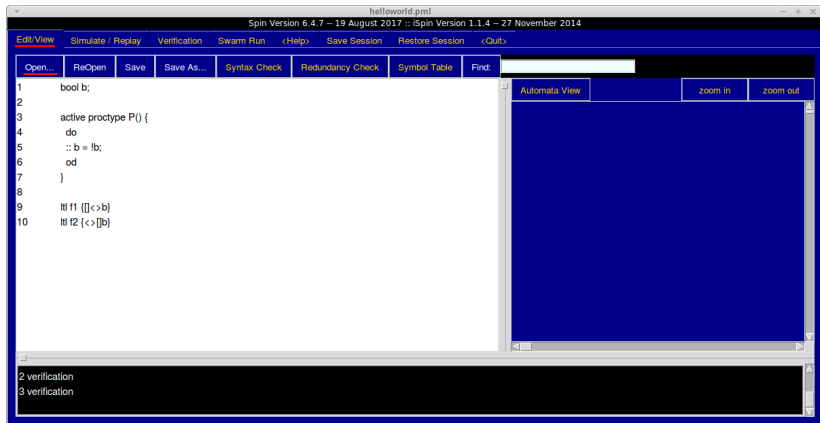 helloworld.pml
Spin Version 6.4.7 -- 19 August 2017 :: iSpin Version 1.1.4 -- 27 November 2014
Edit/View Simulate / Replay Verification Swarm Run <Help> Save Session Restore Session <Quit>
Open... ReOpen Save Save As... Syntax Check Redundancy Check Symbol Table Find:
Automata View zoom in zoom out
1 bool b;
2
3 active proctype P() {
4 do
5 :: b = !b;
6 od
7 }
8
9 ltl f1 {[]<>b}
10 ltl f2 {<>[]b}
2 verification
3 verification